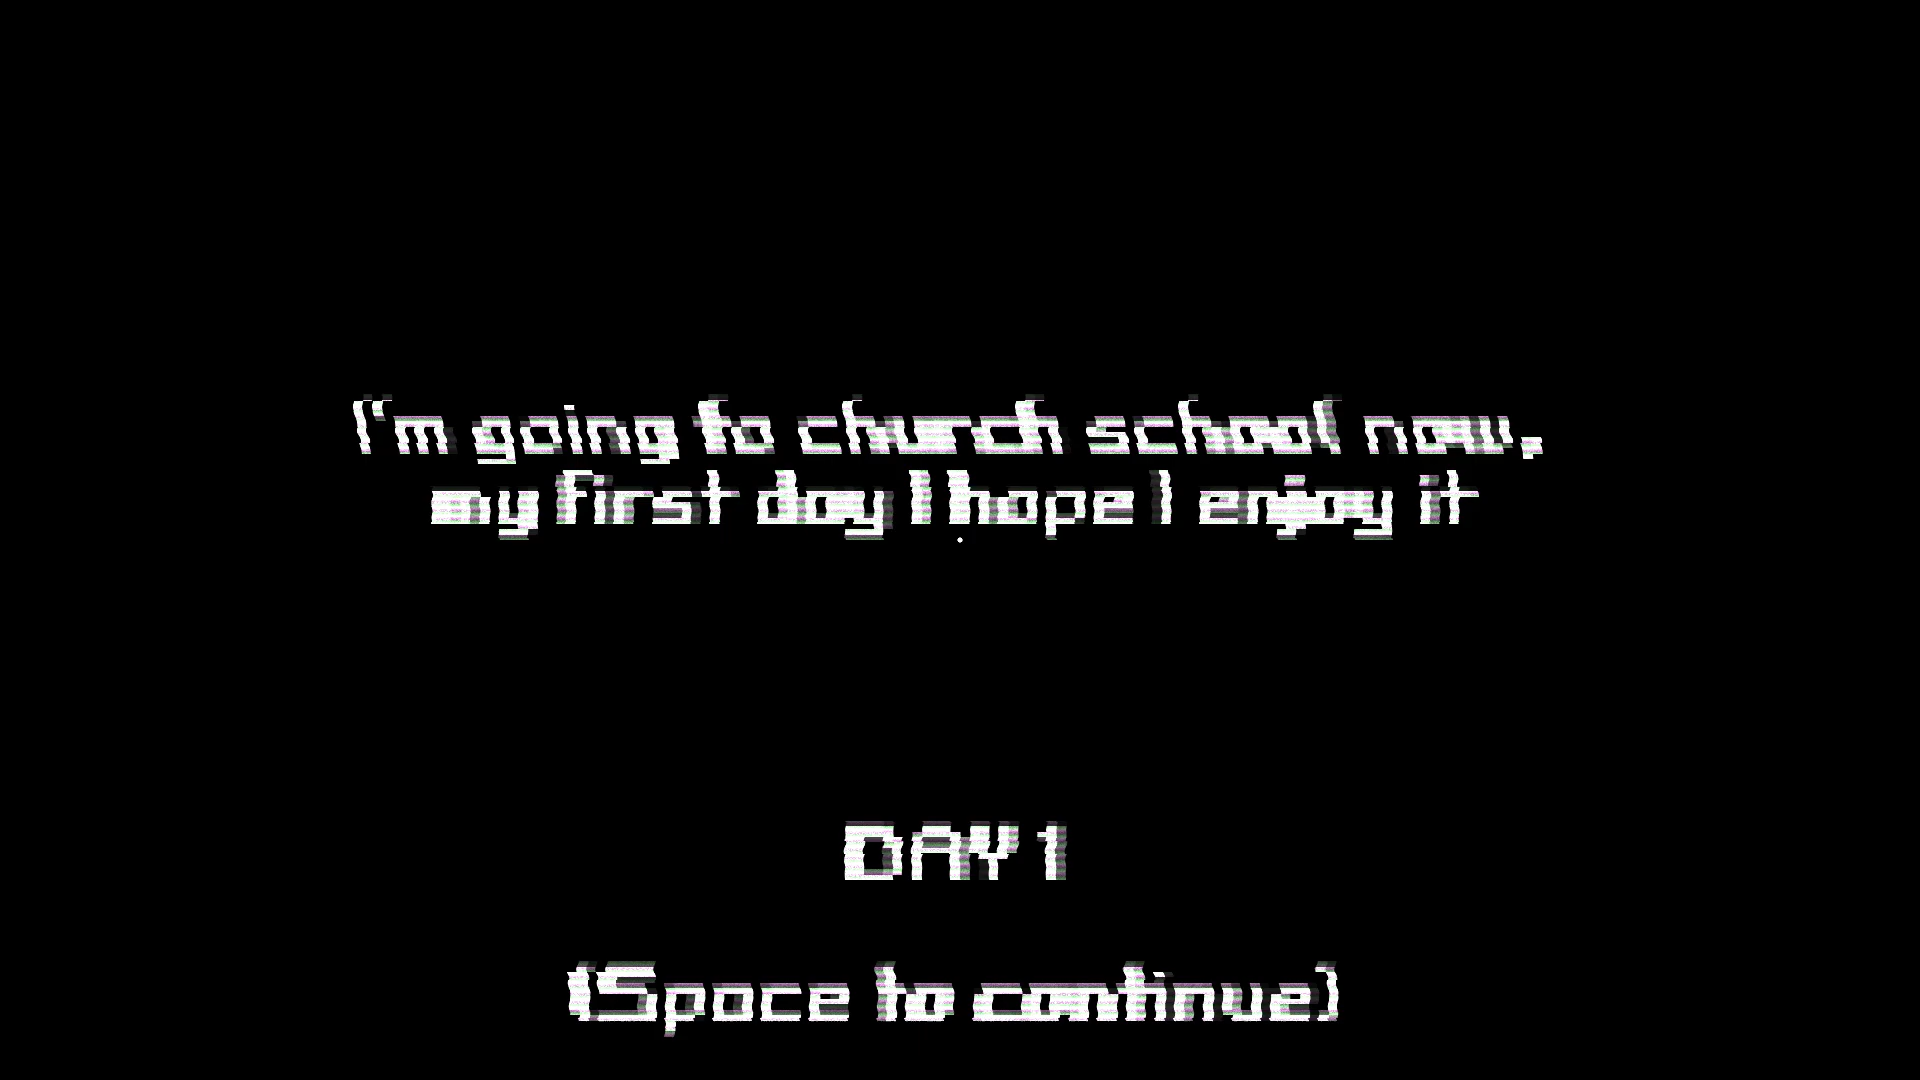 I'm going to church school now,
my first day I hope I enjoy it
DAY 1
(Space to continue)